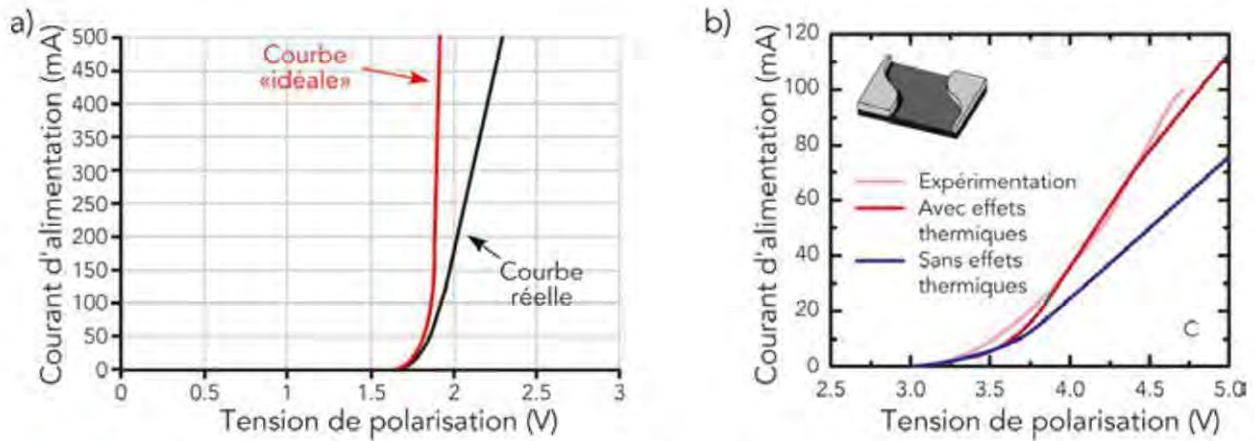 a)
Courant d'alimentation (mA)
500
450
400
350
300
250
200
150
100
50
0
Courbe
«idéale»
Courbe
réelle
0
0.5
1
1.5
2
2.5
3
Tension de polarisation (V)
b)
Courant d'alimentation (mA)
120
100
80
60
40
20
0
Expérimentation
Avec effets
thermiques
Sans effets
thermiques
C
2.5
3.0
3.5
4.0
4.5
5.0
Tension de polarisation (V)